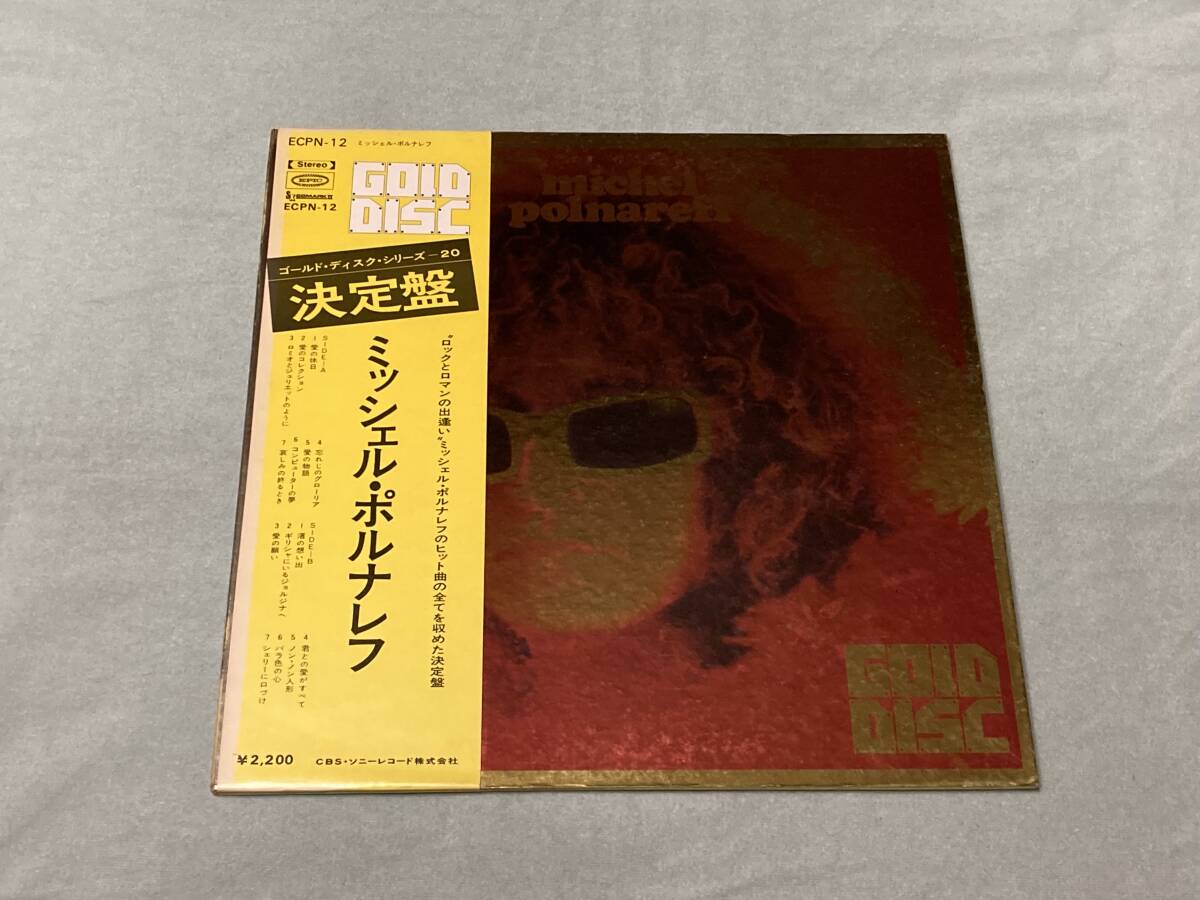 ECPN-12 ミッシェル・ポルナレフ
Stereo
EPIC
ECPN-12
GOLD
DISC
ゴールド・ディスク・シリーズ－20
決定盤
ミッシェル・ポルナレフ
"ロックとロマンの出逢い"ミッシェル・ポルナレフのヒット曲の全てを収めた決定盤
SIDE－A
1 愛の休日
2 愛のコレクション
3 ロミオとジュリエットのように
4 忘れじのグローリア
5 愛の物語
6 コンピューターの夢
7 哀しみの終るとき
SIDE－B
1 渚の想い出
2 ギリシャにいるジョルジナへ
3 愛の願い
4 君との愛がすべて
5 ノンノン人形
6 バラ色の心
7 シェリーに口づけ
¥2,200 CBS・ソニーレコード株式会社
michel
polnareff
GOLD
DISC